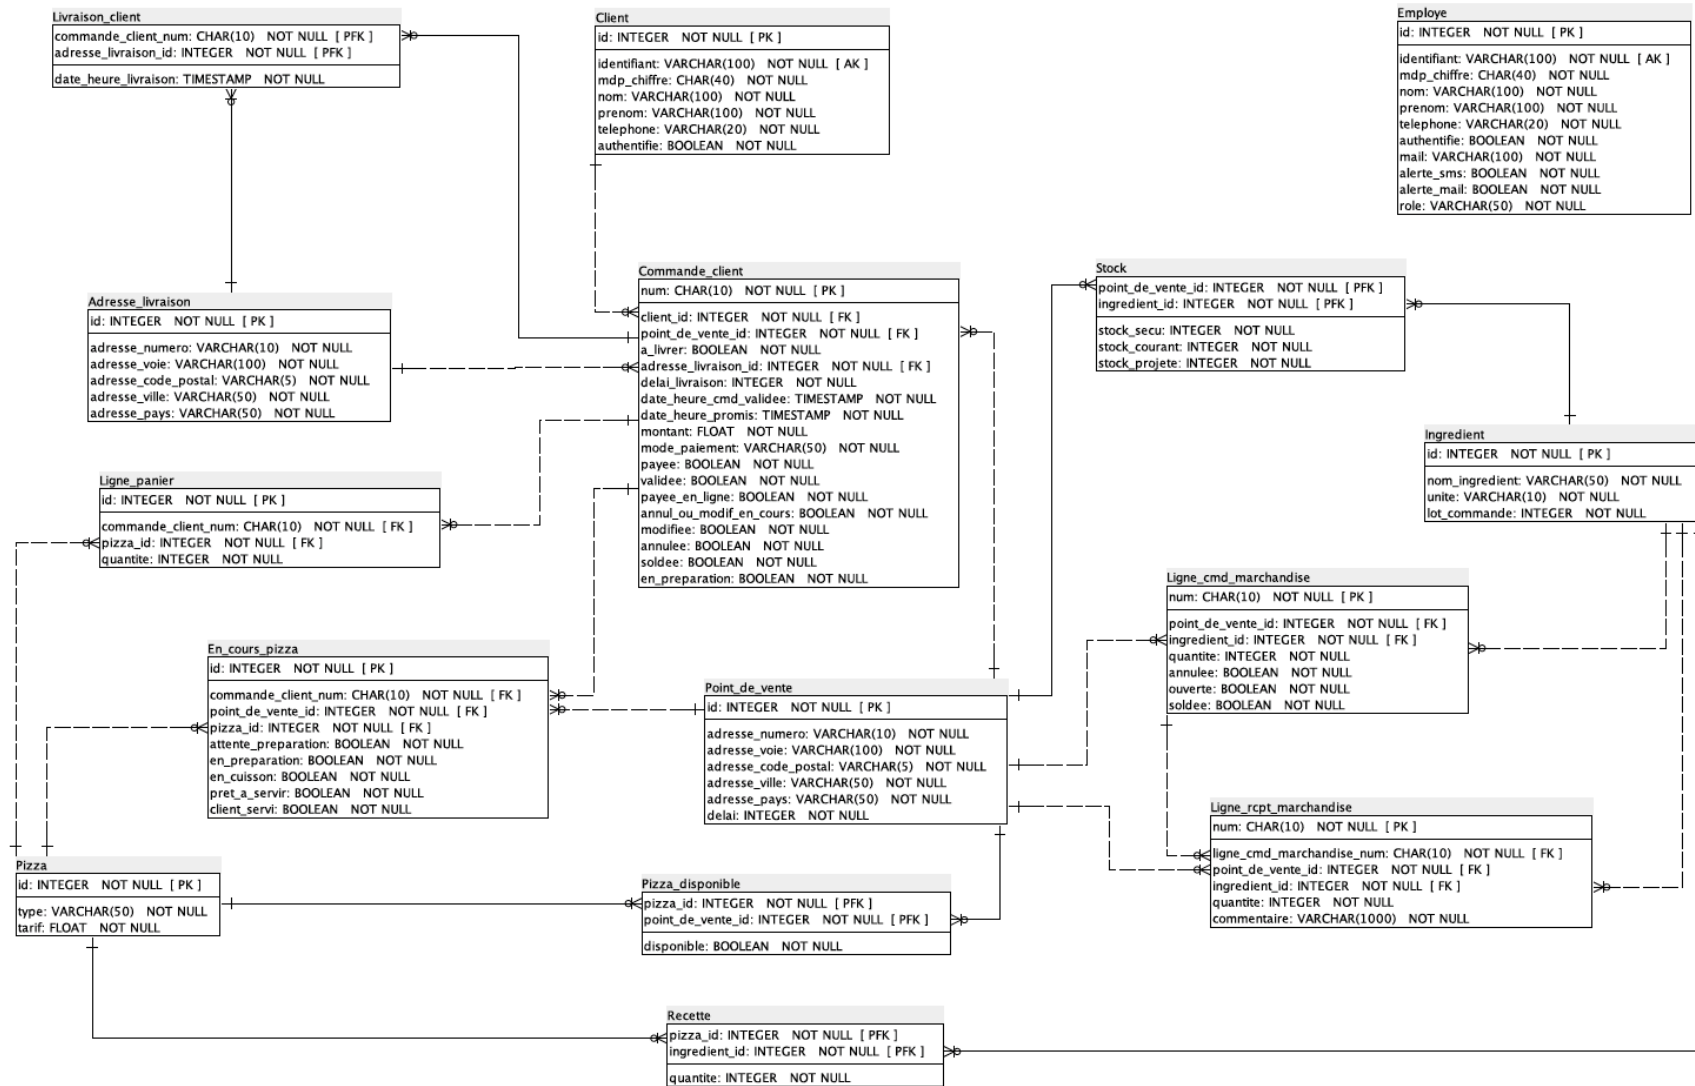 Livraison_client
commande_client_num: CHAR(10) NOT NULL [ PFK ]
adresse_livraison_id: INTEGER NOT NULL [ PFK ]
date_heure_livraison: TIMESTAMP NOT NULL
Client
id: INTEGER NOT NULL [ PK ]
identifiant: VARCHAR(100) NOT NULL [ AK ]
mdp_chiffre: CHAR(40) NOT NULL
nom: VARCHAR(100) NOT NULL
prenom: VARCHAR(100) NOT NULL
telephone: VARCHAR(20) NOT NULL
authentifie: BOOLEAN NOT NULL
Employe
id: INTEGER NOT NULL [ PK ]
identifiant: VARCHAR(100) NOT NULL [ AK ]
mdp_chiffre: CHAR(40) NOT NULL
nom: VARCHAR(100) NOT NULL
prenom: VARCHAR(100) NOT NULL
telephone: VARCHAR(20) NOT NULL
authentifie: BOOLEAN NOT NULL
mail: VARCHAR(100) NOT NULL
alerte_sms: BOOLEAN NOT NULL
alerte_mail: BOOLEAN NOT NULL
role: VARCHAR(50) NOT NULL
Adresse_livraison
id: INTEGER NOT NULL [ PK ]
adresse_numero: VARCHAR(10) NOT NULL
adresse_voie: VARCHAR(100) NOT NULL
adresse_code_postal: VARCHAR(5) NOT NULL
adresse_ville: VARCHAR(50) NOT NULL
adresse_pays: VARCHAR(50) NOT NULL
Commande_client
num: CHAR(10) NOT NULL [ PK ]
client_id: INTEGER NOT NULL [ FK ]
point_de_vente_id: INTEGER NOT NULL [ FK ]
a_livrer: BOOLEAN NOT NULL
adresse_livraison_id: INTEGER NOT NULL [ FK ]
delai_livraison: INTEGER NOT NULL
date_heure_cmd_validee: TIMESTAMP NOT NULL
date_heure_promis: TIMESTAMP NOT NULL
montant: FLOAT NOT NULL
mode_paiement: VARCHAR(50) NOT NULL
payee: BOOLEAN NOT NULL
validee: BOOLEAN NOT NULL
payee_en_ligne: BOOLEAN NOT NULL
annul_ou_modif_en_cours: BOOLEAN NOT NULL
modifiee: BOOLEAN NOT NULL
annulee: BOOLEAN NOT NULL
soldee: BOOLEAN NOT NULL
en_preparation: BOOLEAN NOT NULL
Stock
point_de_vente_id: INTEGER NOT NULL [ PFK ]
ingredient_id: INTEGER NOT NULL [ PFK ]
stock_secu: INTEGER NOT NULL
stock_courant: INTEGER NOT NULL
stock_projete: INTEGER NOT NULL
Ingredient
id: INTEGER NOT NULL [ PK ]
nom_ingredient: VARCHAR(50) NOT NULL
unite: VARCHAR(10) NOT NULL
lot_commande: INTEGER NOT NULL
Ligne_panier
id: INTEGER NOT NULL [ PK ]
commande_client_num: CHAR(10) NOT NULL [ FK ]
pizza_id: INTEGER NOT NULL [ FK ]
quantite: INTEGER NOT NULL
Ligne_cmd_marchandise
num: CHAR(10) NOT NULL [ PK ]
point_de_vente_id: INTEGER NOT NULL [ FK ]
ingredient_id: INTEGER NOT NULL [ FK ]
quantite: INTEGER NOT NULL
annulee: BOOLEAN NOT NULL
ouverte: BOOLEAN NOT NULL
soldee: BOOLEAN NOT NULL
En_cours_pizza
id: INTEGER NOT NULL [ PK ]
commande_client_num: CHAR(10) NOT NULL [ FK ]
point_de_vente_id: INTEGER NOT NULL [ FK ]
pizza_id: INTEGER NOT NULL [ FK ]
attente_preparation: BOOLEAN NOT NULL
en_preparation: BOOLEAN NOT NULL
en_cuisson: BOOLEAN NOT NULL
pret_a_servir: BOOLEAN NOT NULL
client_servi: BOOLEAN NOT NULL
Point_de_vente
id: INTEGER NOT NULL [ PK ]
adresse_numero: VARCHAR(10) NOT NULL
adresse_voie: VARCHAR(100) NOT NULL
adresse_code_postal: VARCHAR(5) NOT NULL
adresse_ville: VARCHAR(50) NOT NULL
adresse_pays: VARCHAR(50) NOT NULL
delai: INTEGER NOT NULL
Ligne_rcpt_marchandise
num: CHAR(10) NOT NULL [ PK ]
ligne_cmd_marchandise_num: CHAR(10) NOT NULL [ FK ]
point_de_vente_id: INTEGER NOT NULL [ FK ]
ingredient_id: INTEGER NOT NULL [ FK ]
quantite: INTEGER NOT NULL
commentaire: VARCHAR(1000) NOT NULL
Pizza
id: INTEGER NOT NULL [ PK ]
type: VARCHAR(50) NOT NULL
tarif: FLOAT NOT NULL
Pizza_disponible
pizza_id: INTEGER NOT NULL [ PFK ]
point_de_vente_id: INTEGER NOT NULL [ PFK ]
disponible: BOOLEAN NOT NULL
Recette
pizza_id: INTEGER NOT NULL [ PFK ]
ingredient_id: INTEGER NOT NULL [ PFK ]
quantite: INTEGER NOT NULL